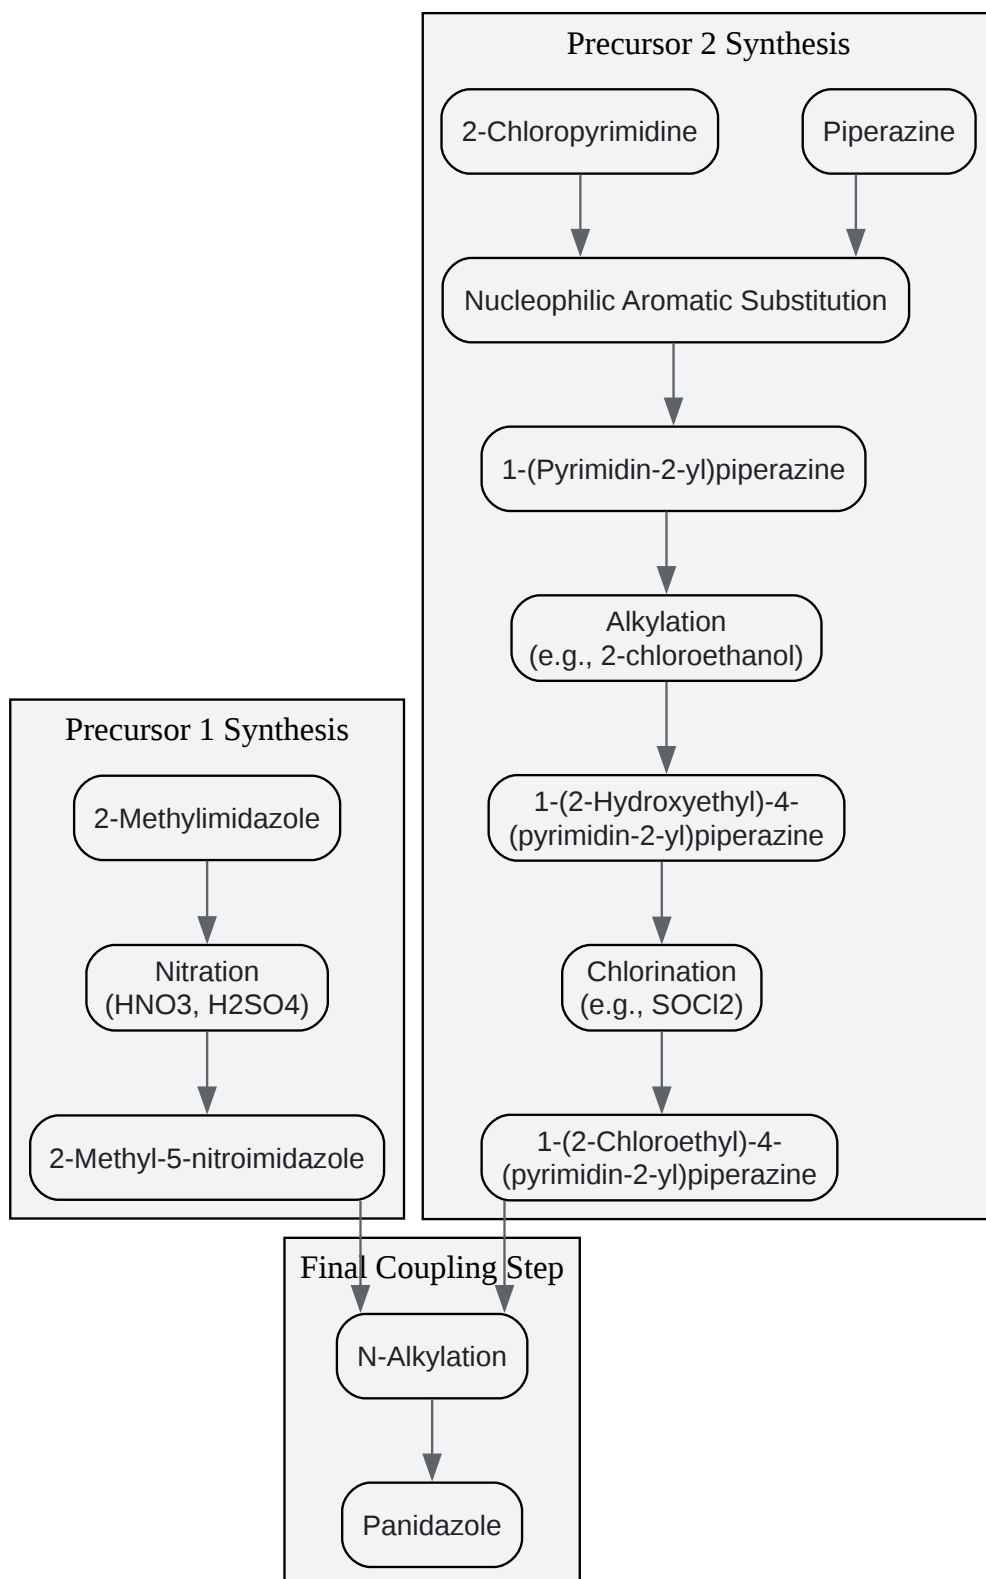 Precursor 2 Synthesis
2-Chloropyrimidine
Piperazine
Nucleophilic Aromatic Substitution
1-(Pyrimidin-2-yl)piperazine
Alkylation
(e.g., 2-chloroethanol)
1-(2-Hydroxyethyl)-4-
(pyrimidin-2-yl)piperazine
Chlorination
(e.g., SOCl2)
1-(2-Chloroethyl)-4-
(pyrimidin-2-yl)piperazine
Precursor 1 Synthesis
2-Methylimidazole
Nitration
(HNO3, H2SO4)
2-Methyl-5-nitroimidazole
Final Coupling Step
N-Alkylation
Panidazole